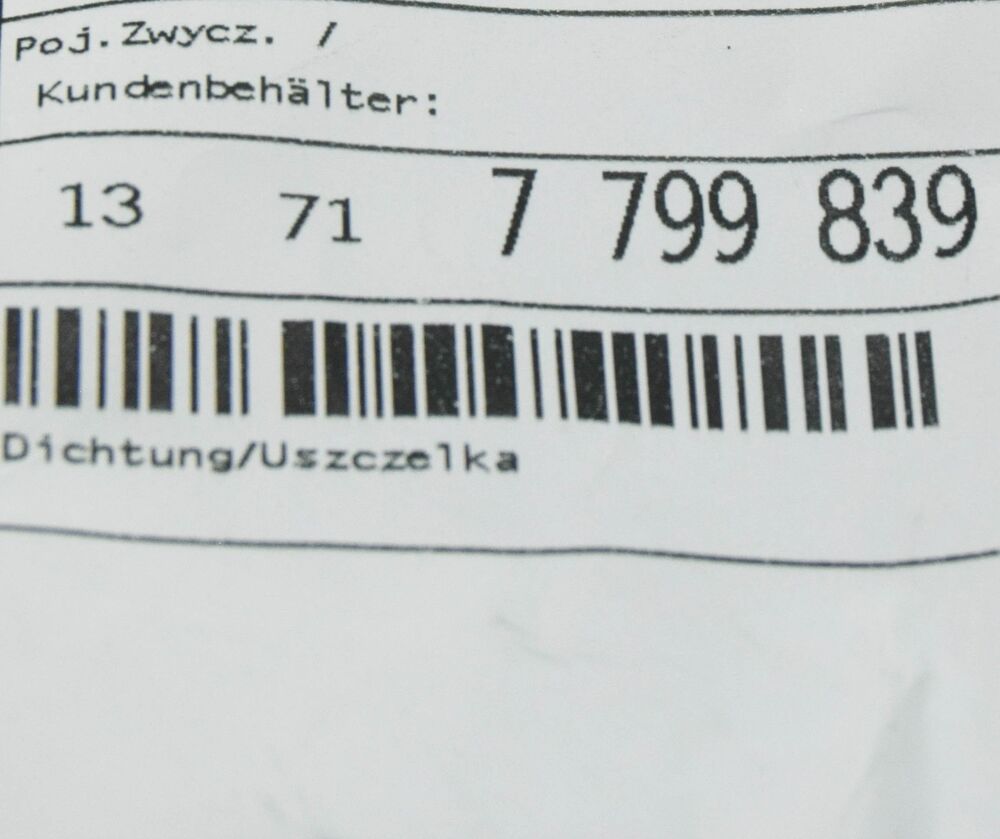 Poj.Zwycz. /
Kundenbehälter:
13 71 7 799 839
Dichtung/Uszczelka